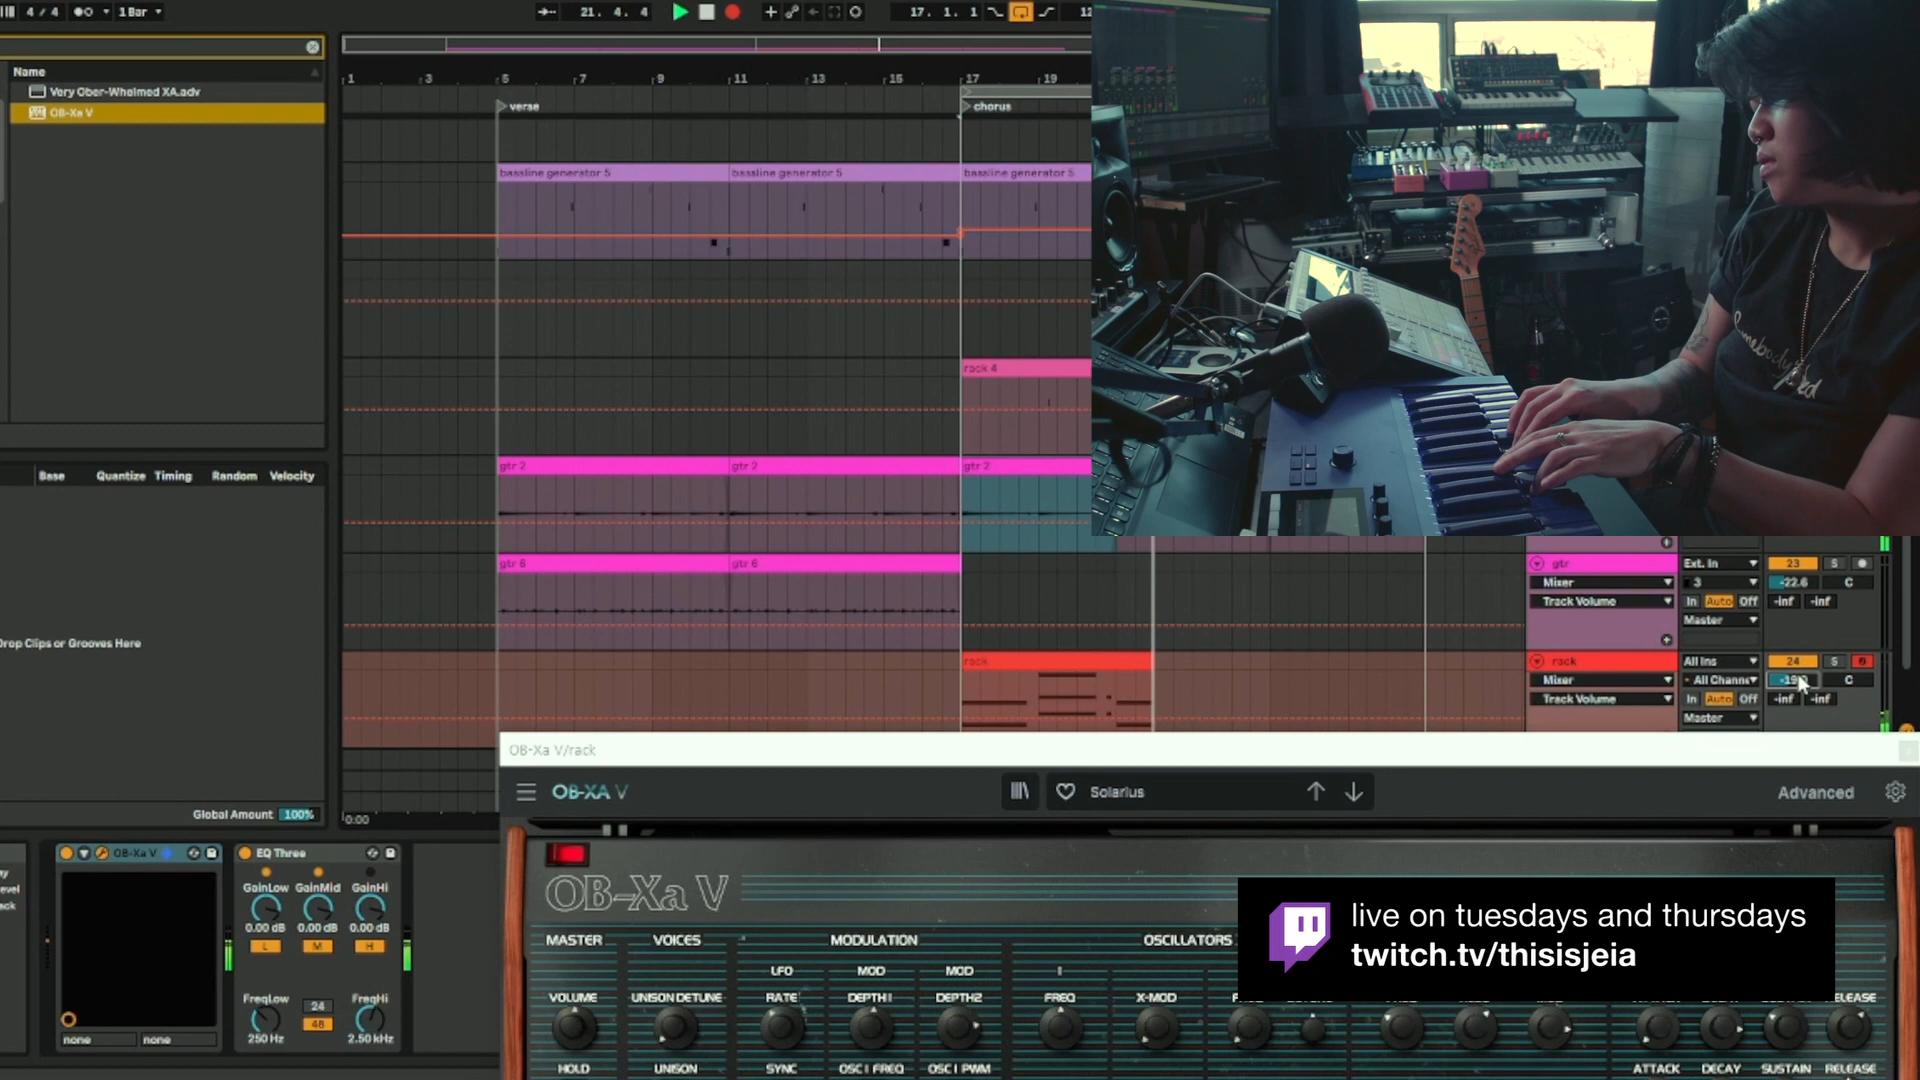 4 / 4
1 Bar
21. 4. 4
17. 1. 1
Name
Very Ober-Whelmed XA.adv
OB-Xa V
1 3 5 7 9 11 13 15 17 19
verse
chorus
bassline generator 5
bassline generator 5
bassline generator 5
rack 4
gtr 2
gtr 2
gtr 2
gtr 6
gtr 6
Base Quantize Timing Random Velocity
Drop Clips or Grooves Here
Global Amount 100%
0:00
gtr
Mixer
Track Volume
Ext. In
3
In Auto Off
Master
23 S
-22.6 C
-inf -inf
rack
rack
Mixer
Track Volume
All Ins
In Auto Off
Master
24 S
C
-inf -inf
OB-Xa V/rack
OB-XA V
Solarius
Advanced
OB-Xa V
EQ Three
GainLow GainMid GainHi
0.00 dB 0.00 dB 0.00 dB
L M H
FreqLow FreqHi
24
48
250 Hz 2.50 kHz
none none
OB-Xa V
MASTER VOICES MODULATION OSCILLATORS
LFO MOD MOD
VOLUME UNISON DETUNE RATE DEPTH1 DEPTH2 FREQ X-MOD
HOLD UNISON SYNC OSC 1 FREQ OSC 1 PWM
ATTACK DECAY SUSTAIN RELEASE
live on tuesdays and thursdays
twitch.tv/thisisjeia